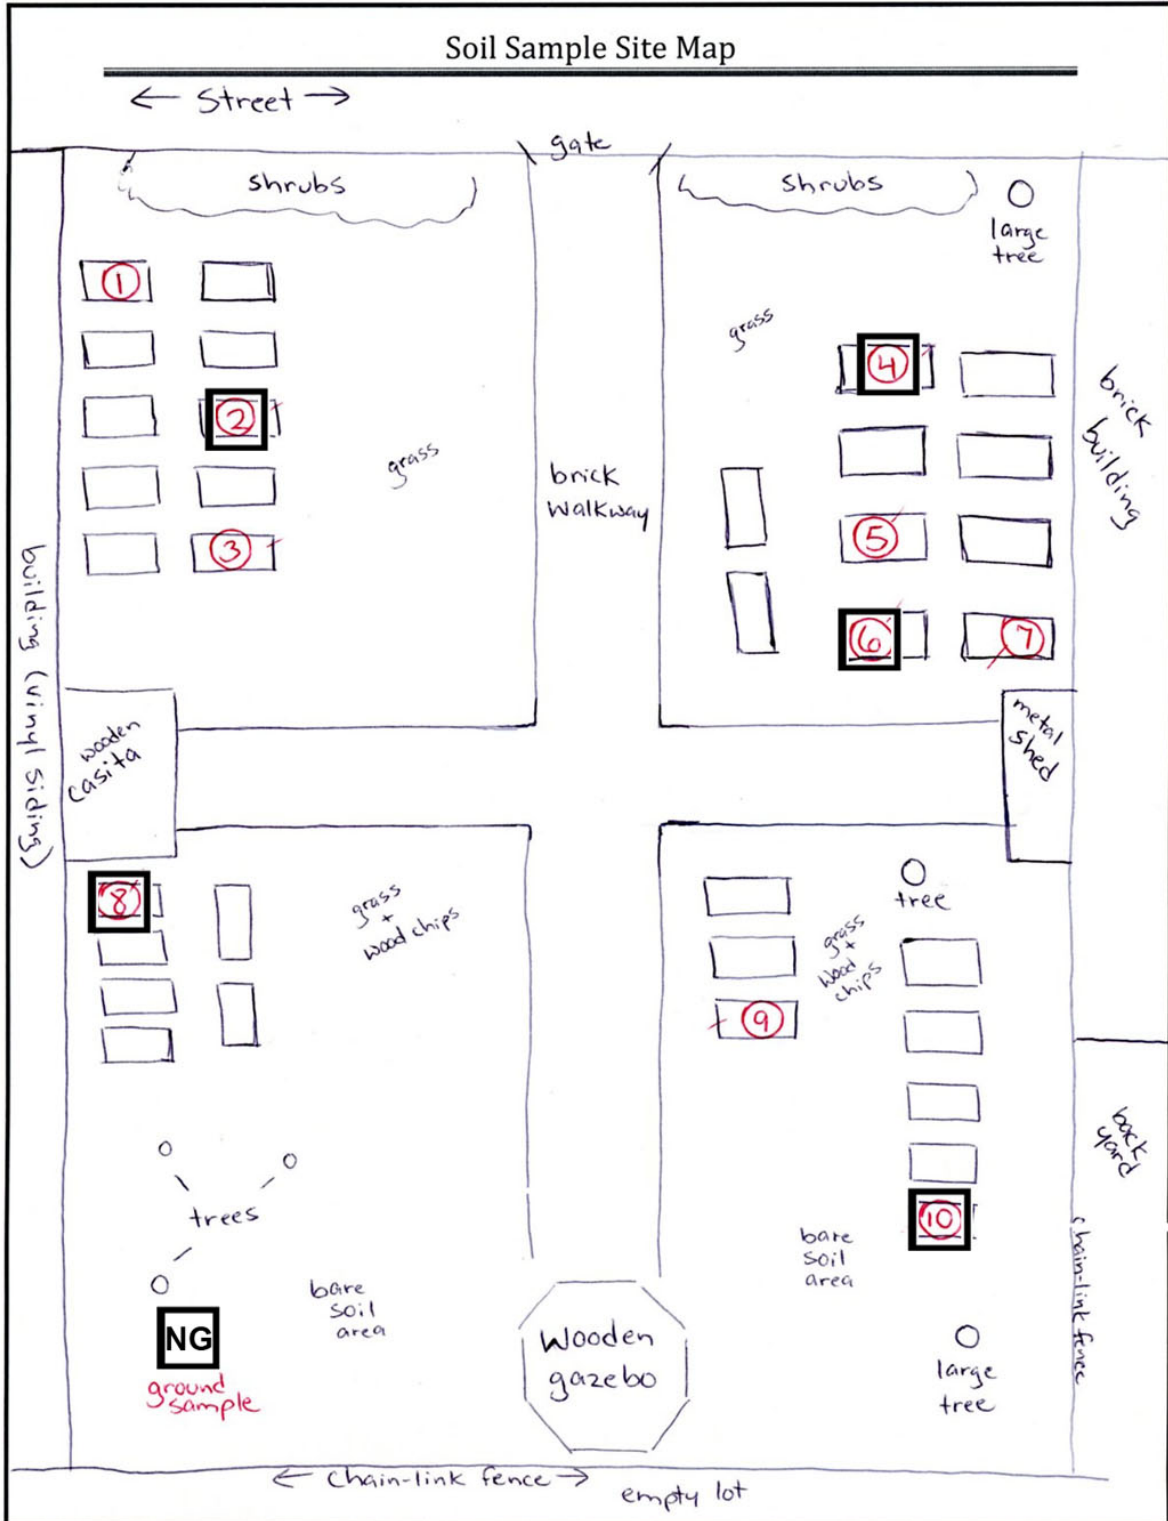 Soil Sample Site Map
← Street →
gate
shrubs
shrubs
large
tree
1
grass
4
2
brick
building
grass
brick
walkway
5
3
building (vinyl siding)
6
7
wooden
casita
metal
shed
8
grass
+
wood chips
tree
grass
+
wood
chips
9
back
yard
trees
10
bare
soil
area
bare
soil
area
chain-link fence
NG
ground
sample
wooden
gazebo
large
tree
← chain-link fence →
empty lot